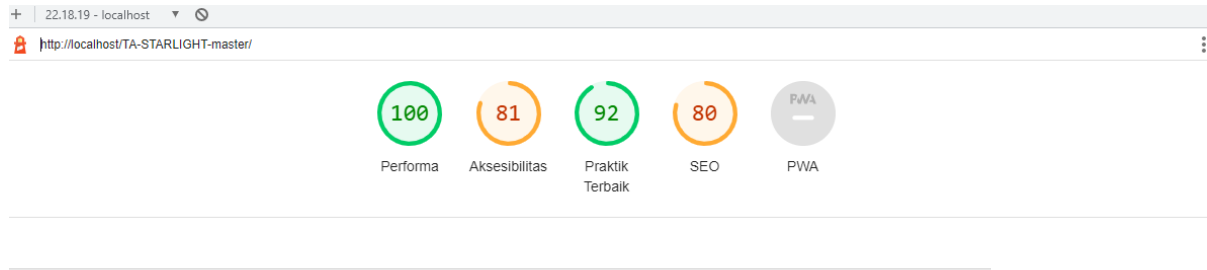 + 22.18.19 - localhost
http://localhost/TA-STARLIGHT-master/
100 81 92 80 PWA
Performa Aksesibilitas Praktik Terbaik SEO PWA